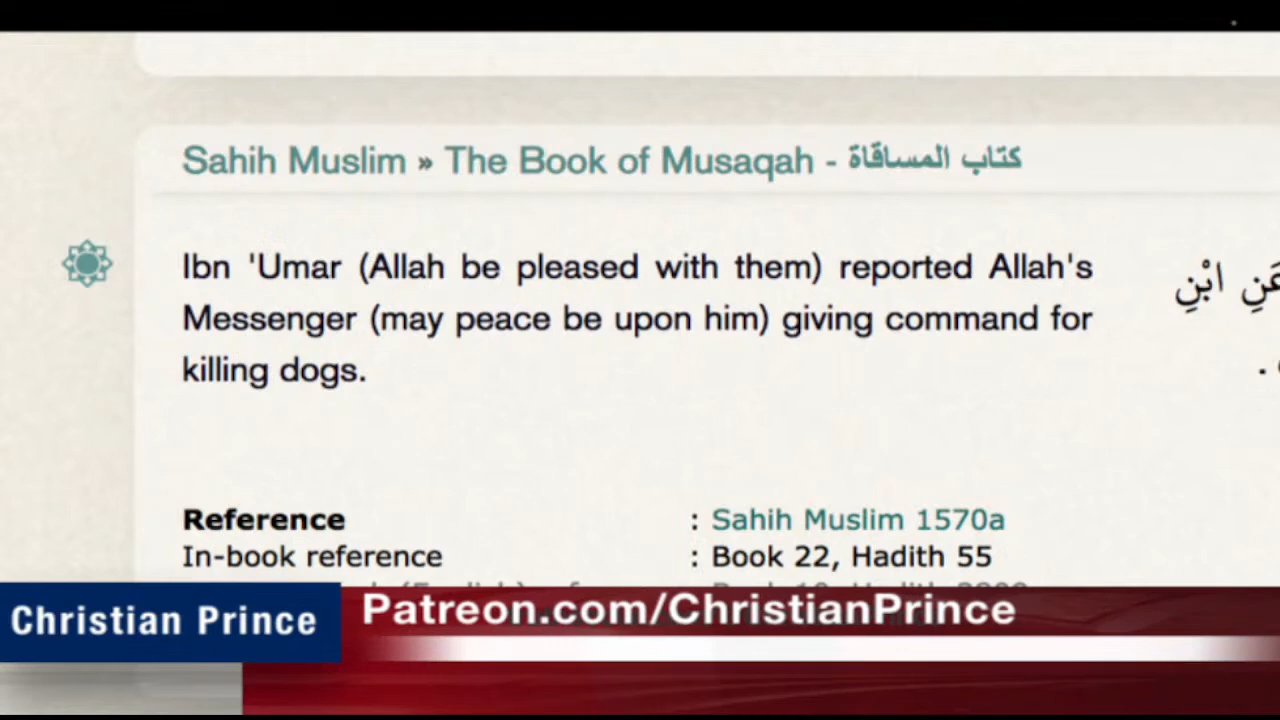 Sahih Muslim » The Book of Musaqah - كتاب المساقاة
Ibn 'Umar (Allah be pleased with them) reported Allah's
Messenger (may peace be upon him) giving command for
killing dogs.
عَنِ ابْنِ
Reference : Sahih Muslim 1570a
In-book reference : Book 22, Hadith 55
Christian Prince
Patreon.com/ChristianPrince